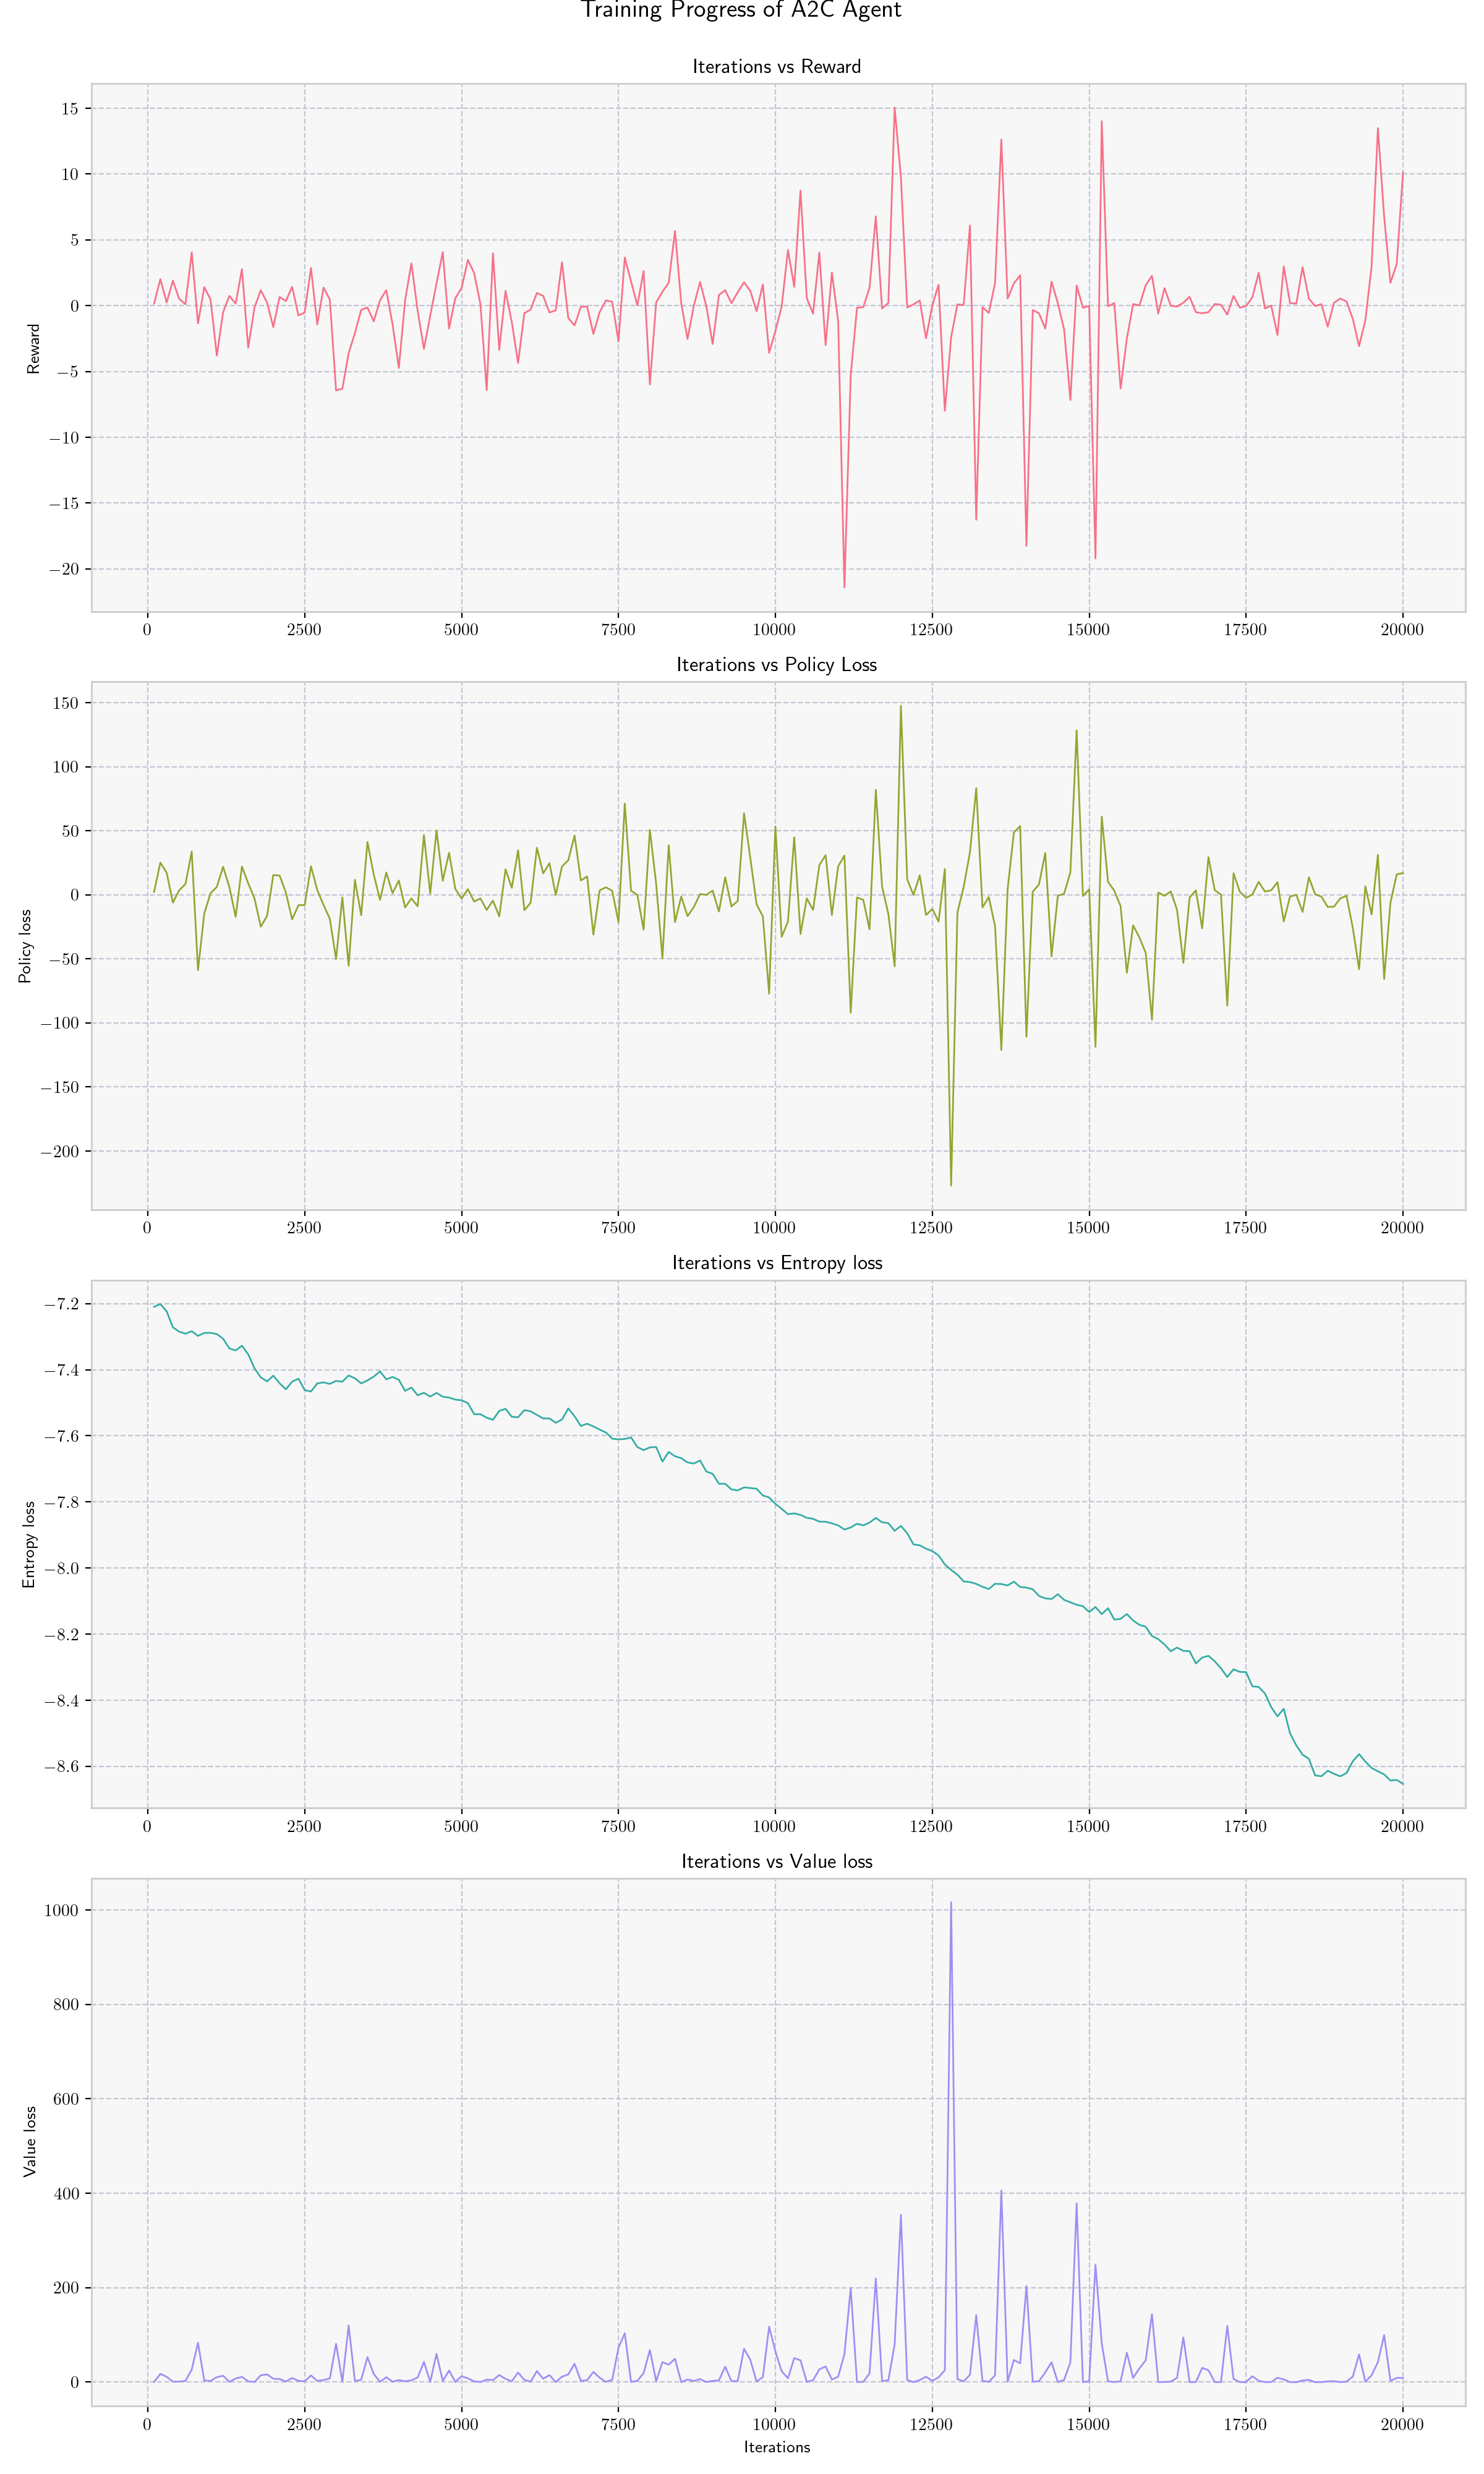 Training Progress of A2C Agent
Iterations vs Reward
15
10
5
0
−5
−10
−15
−20
Reward
0 2500 5000 7500 10000 12500 15000 17500 20000
Iterations vs Policy Loss
150
100
50
0
−50
−100
−150
−200
Policy loss
0 2500 5000 7500 10000 12500 15000 17500 20000
Iterations vs Entropy loss
−7.2
−7.4
−7.6
−7.8
−8.0
−8.2
−8.4
−8.6
Entropy loss
0 2500 5000 7500 10000 12500 15000 17500 20000
Iterations vs Value loss
1000
800
600
400
200
0
Value loss
0 2500 5000 7500 10000 12500 15000 17500 20000
Iterations